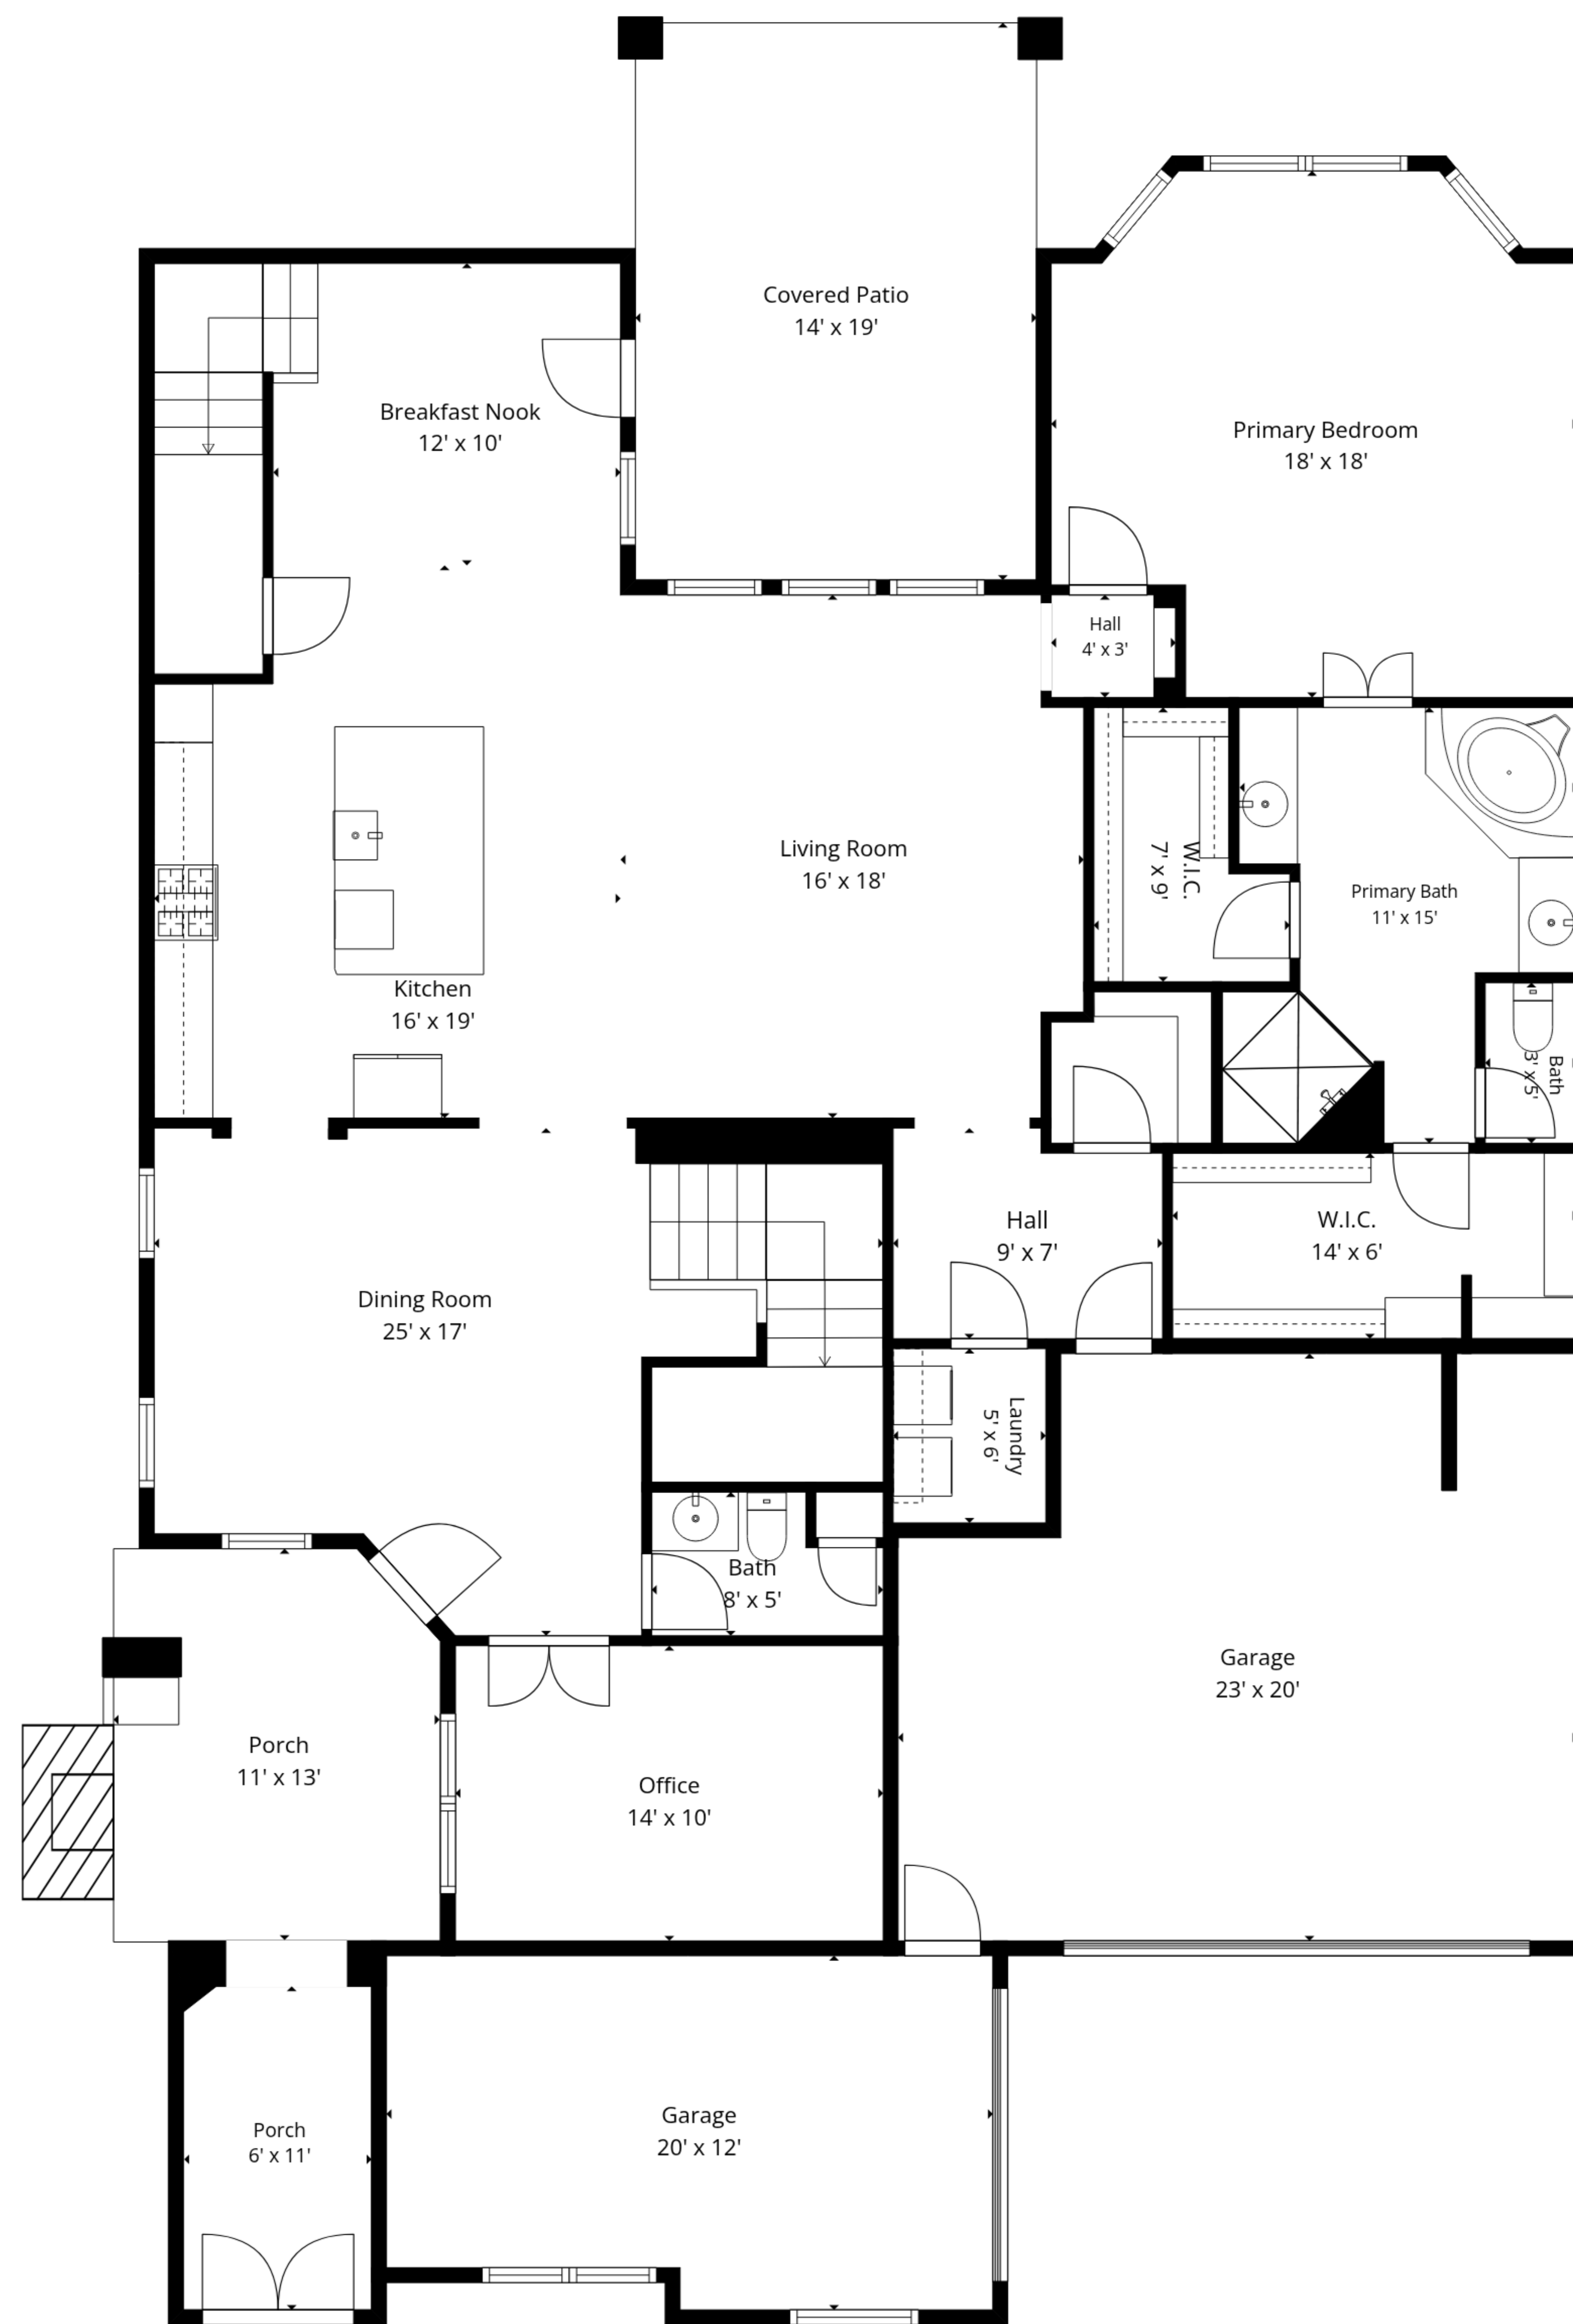 Covered Patio
14' x 19'
Breakfast Nook
12' x 10'
Primary Bedroom
18' x 18'
Hall
4' x 3'
Living Room
16' x 18'
W.I.C.
7' x 9'
Primary Bath
11' x 15'
Kitchen
16' x 19'
Bath
3' x 5'
Hall
9' x 7'
W.I.C.
14' x 6'
Dining Room
25' x 17'
Laundry
5' x 6'
Bath
8' x 5'
Garage
23' x 20'
Porch
11' x 13'
Office
14' x 10'
Garage
20' x 12'
Porch
6' x 11'